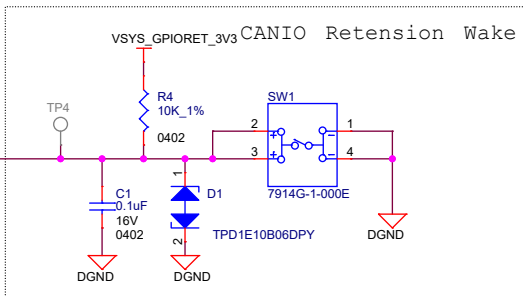 VSYS_GPIORET_3V3
CANIO Retension Wake
TP4
R4
10K_1%
0402
SW1
2
+
-
1
3
+
-
4
7914G-1-000E
C1
0.1uF
16V
0402
1
D1
2
TPD1E10B06DPY
DGND
DGND
DGND